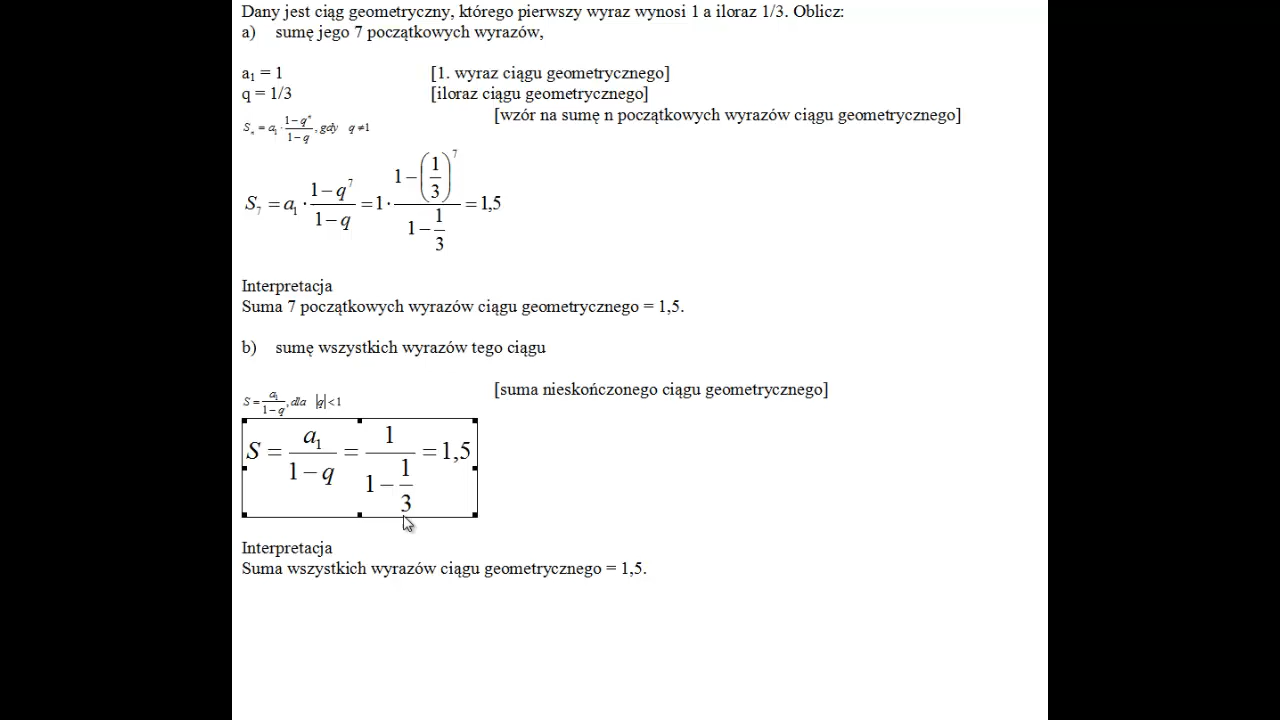 Dany jest ciąg geometryczny, którego pierwszy wyraz wynosi 1 a iloraz 1/3. Oblicz:
a) sumę jego 7 początkowych wyrazów,
a₁ = 1 [1. wyraz ciągu geometrycznego]
q = 1/3 [iloraz ciągu geometrycznego]
[wzór na sumę n początkowych wyrazów ciągu geometrycznego]
Sₙ = a₁ · (1−qⁿ)/(1−q), gdy q ≠ 1
S₇ = a₁ · (1−q⁷)/(1−q) = 1 · (1−(1/3)⁷)/(1−1/3) = 1,5
Interpretacja
Suma 7 początkowych wyrazów ciągu geometrycznego = 1,5.
b) sumę wszystkich wyrazów tego ciągu
[suma nieskończonego ciągu geometrycznego]
S = a₁/(1−q), dla |q| < 1
S = a₁/(1−q) = 1/(1−1/3) = 1,5
Interpretacja
Suma wszystkich wyrazów ciągu geometrycznego = 1,5.